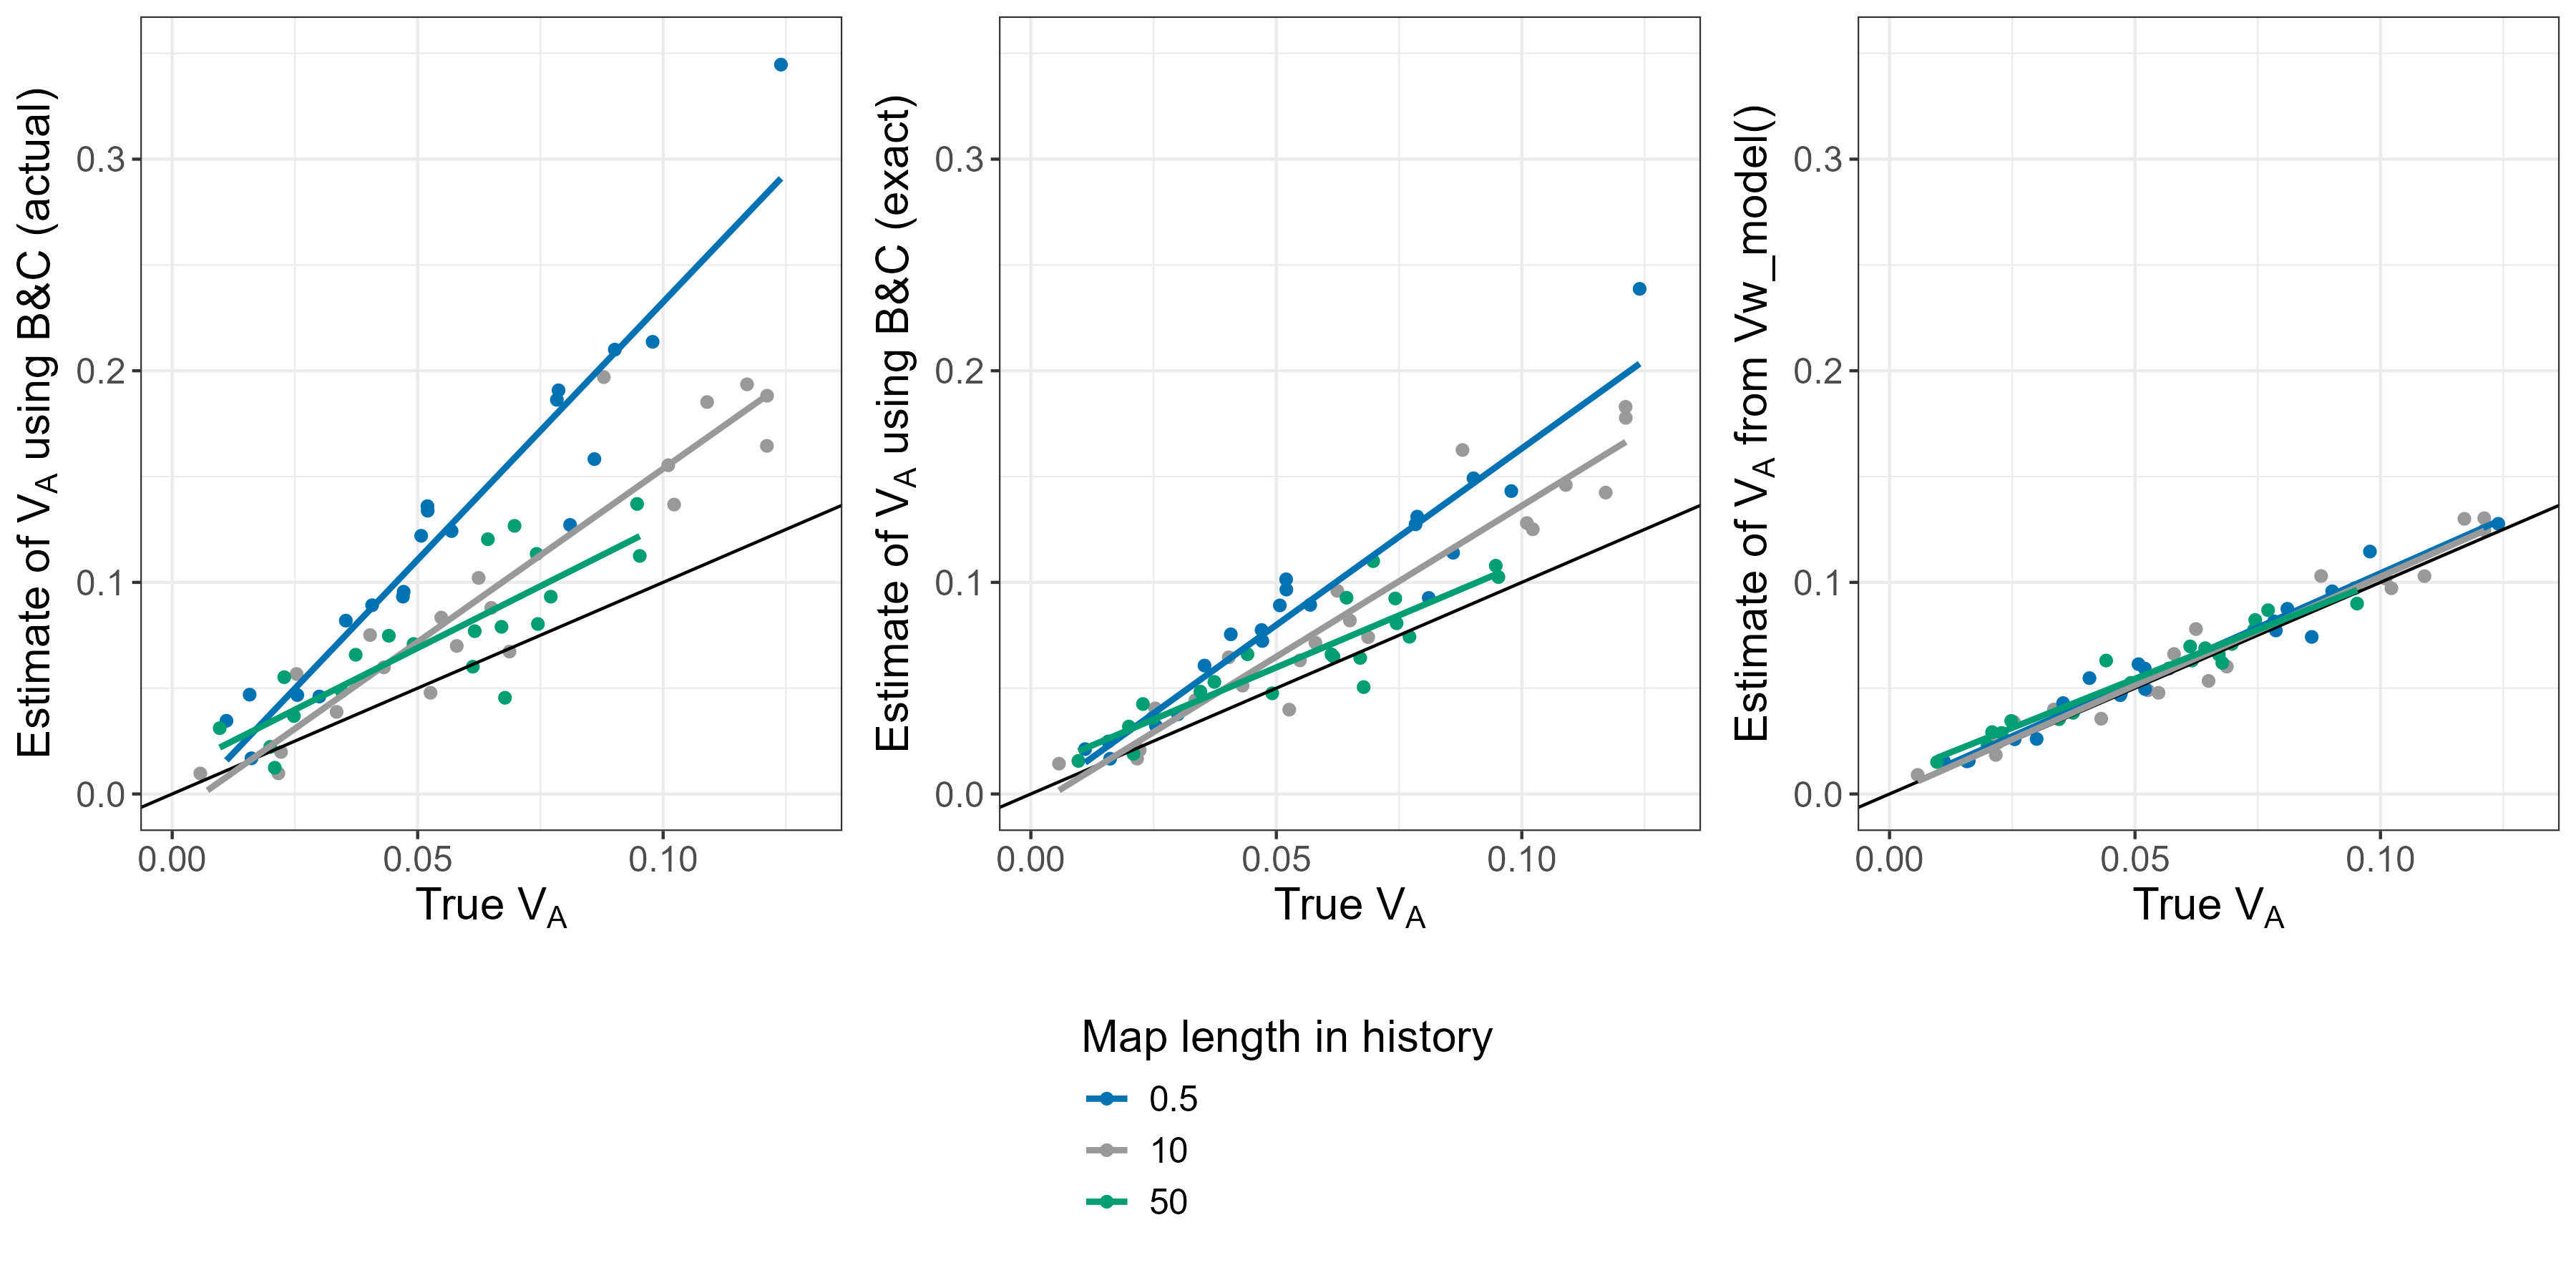 Estimate of VA using B&C (actual)
0.3
0.2
0.1
0.0
0.00 0.05 0.10
True VA
Estimate of VA using B&C (exact)
0.3
0.2
0.1
0.0
0.00 0.05 0.10
True VA
Estimate of VA from Vw_model()
0.3
0.2
0.1
0.0
0.00 0.05 0.10
True VA
Map length in history
0.5
10
50